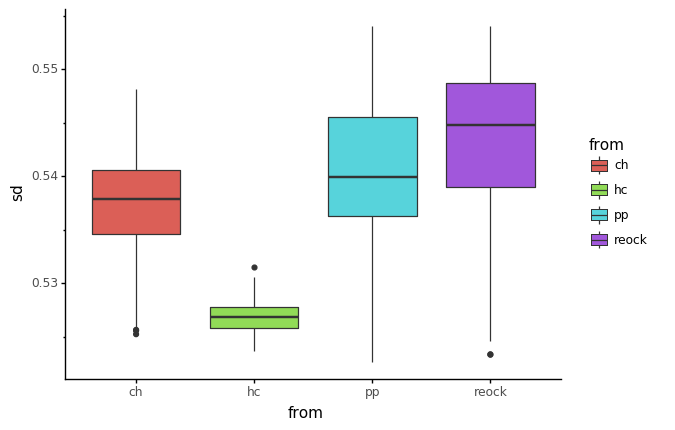 0.55
0.54
0.53
sd
ch
hc
pp
reock
from
from
ch
hc
pp
reock